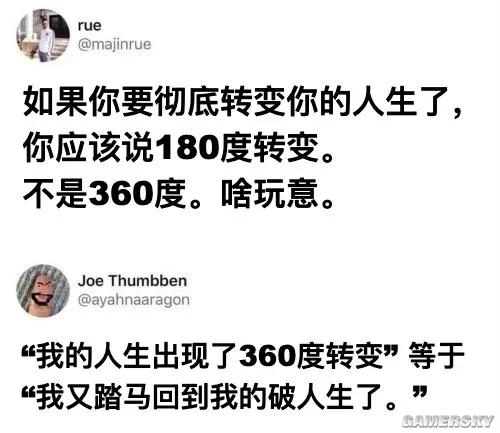 rue
@majinrue
如果你要彻底转变你的人生了，
你应该说180度转变。
不是360度。啥玩意。
Joe Thumbben
@ayahnaaragon
“我的人生出现了360度转变” 等于
“我又踏马回到我的破人生了。”
GAMERSKY